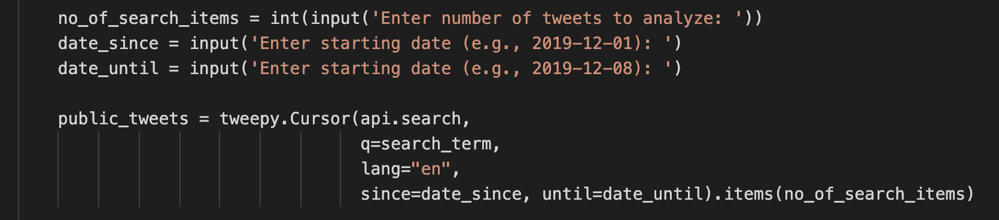 no_of_search_items = int(input('Enter number of tweets to analyze: '))
date_since = input('Enter starting date (e.g., 2019-12-01): ')
date_until = input('Enter starting date (e.g., 2019-12-08): ')
public_tweets = tweepy.Cursor(api.search,
q=search_term,
lang="en",
since=date_since, until=date_until).items(no_of_search_items)